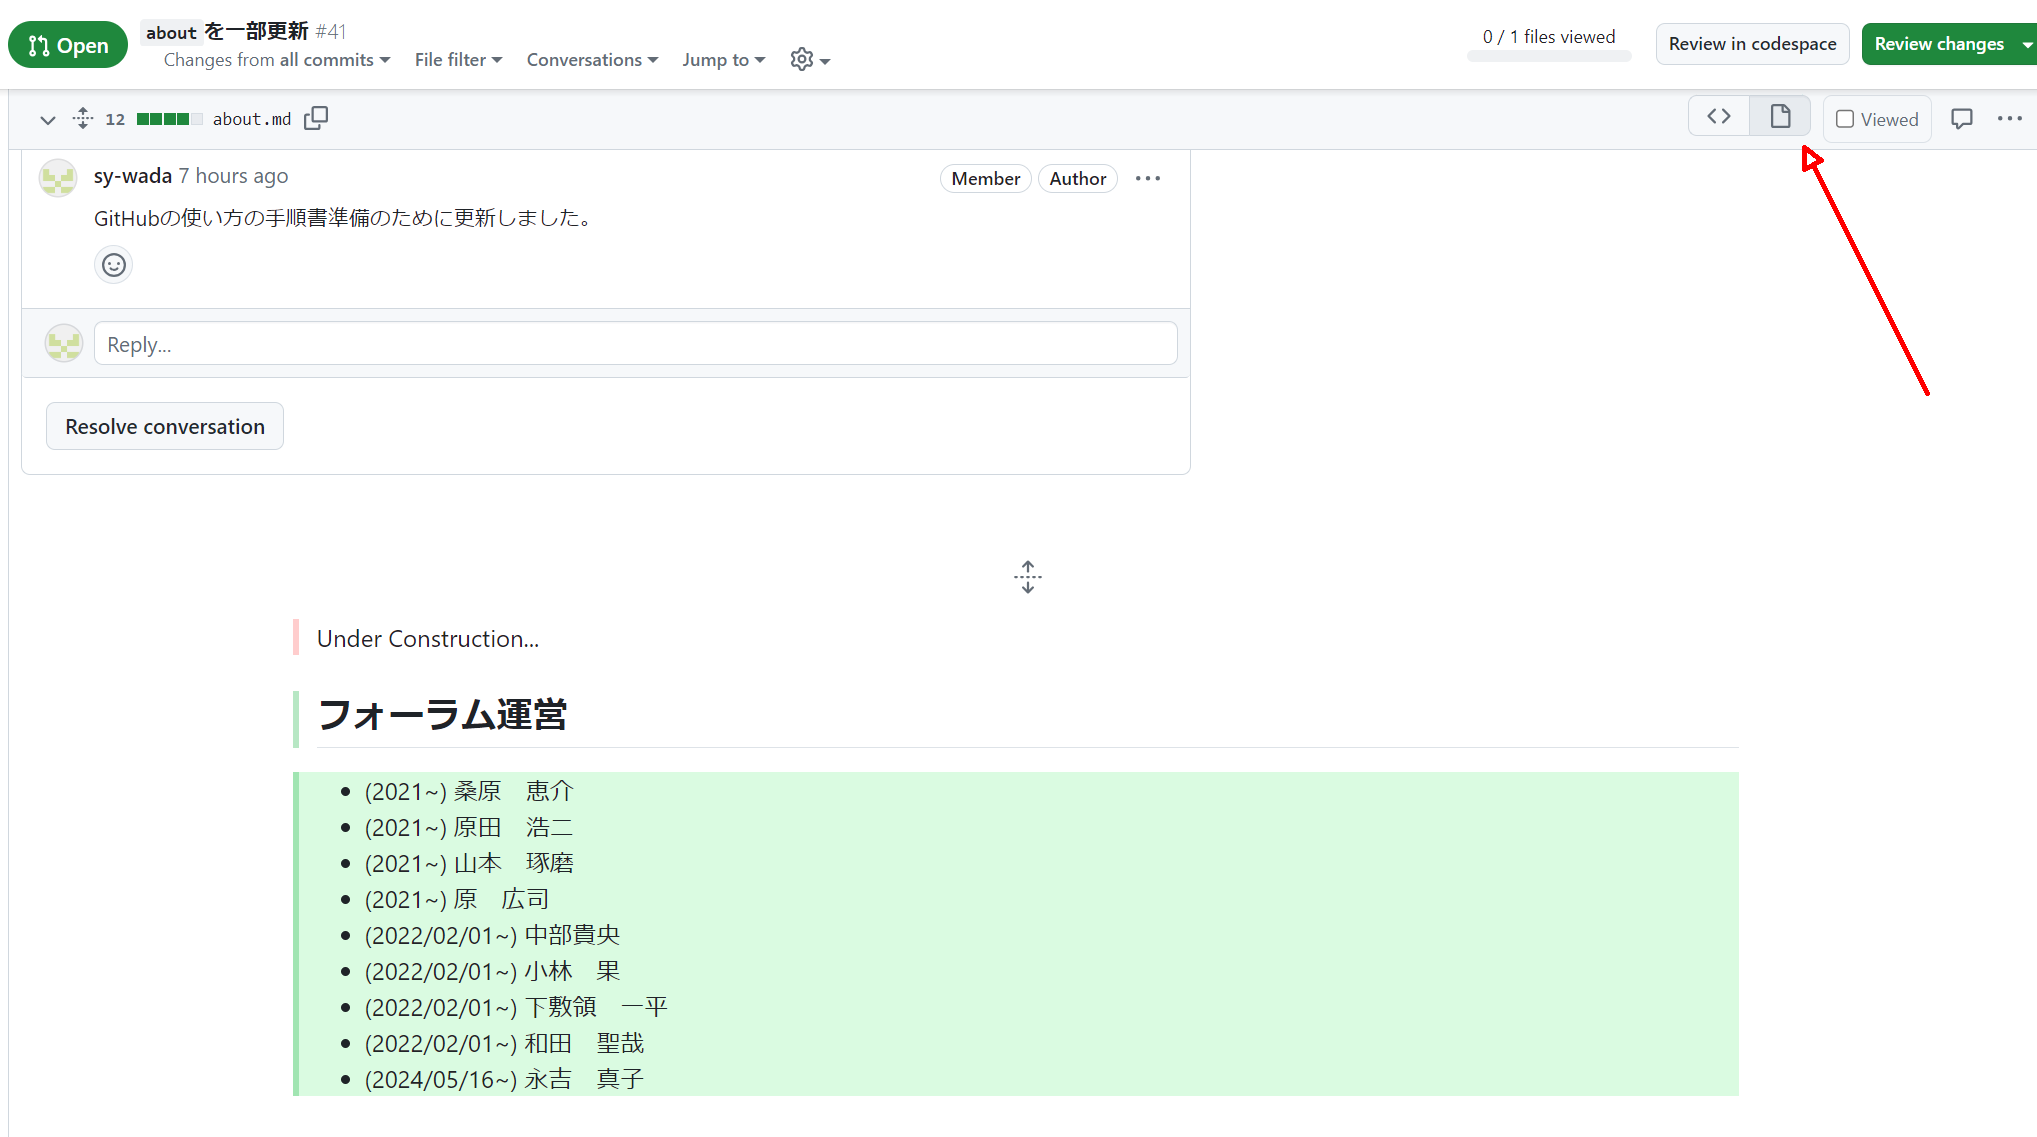 Open
aboutを一部更新 #41
Changes from all commits File filter Conversations Jump to
0 / 1 files viewed
Review in codespace
Review changes
12 about.md
Viewed
sy-wada 7 hours ago
Member Author
GitHubの使い方の手順書準備のために更新しました。
Reply...
Resolve conversation
Under Construction...
フォーラム運営
(2021~) 桑原　恵介
(2021~) 原田　浩二
(2021~) 山本　琢磨
(2021~) 原　広司
(2022/02/01~) 中部貴央
(2022/02/01~) 小林　果
(2022/02/01~) 下敷領　一平
(2022/02/01~) 和田　聖哉
(2024/05/16~) 永吉　真子